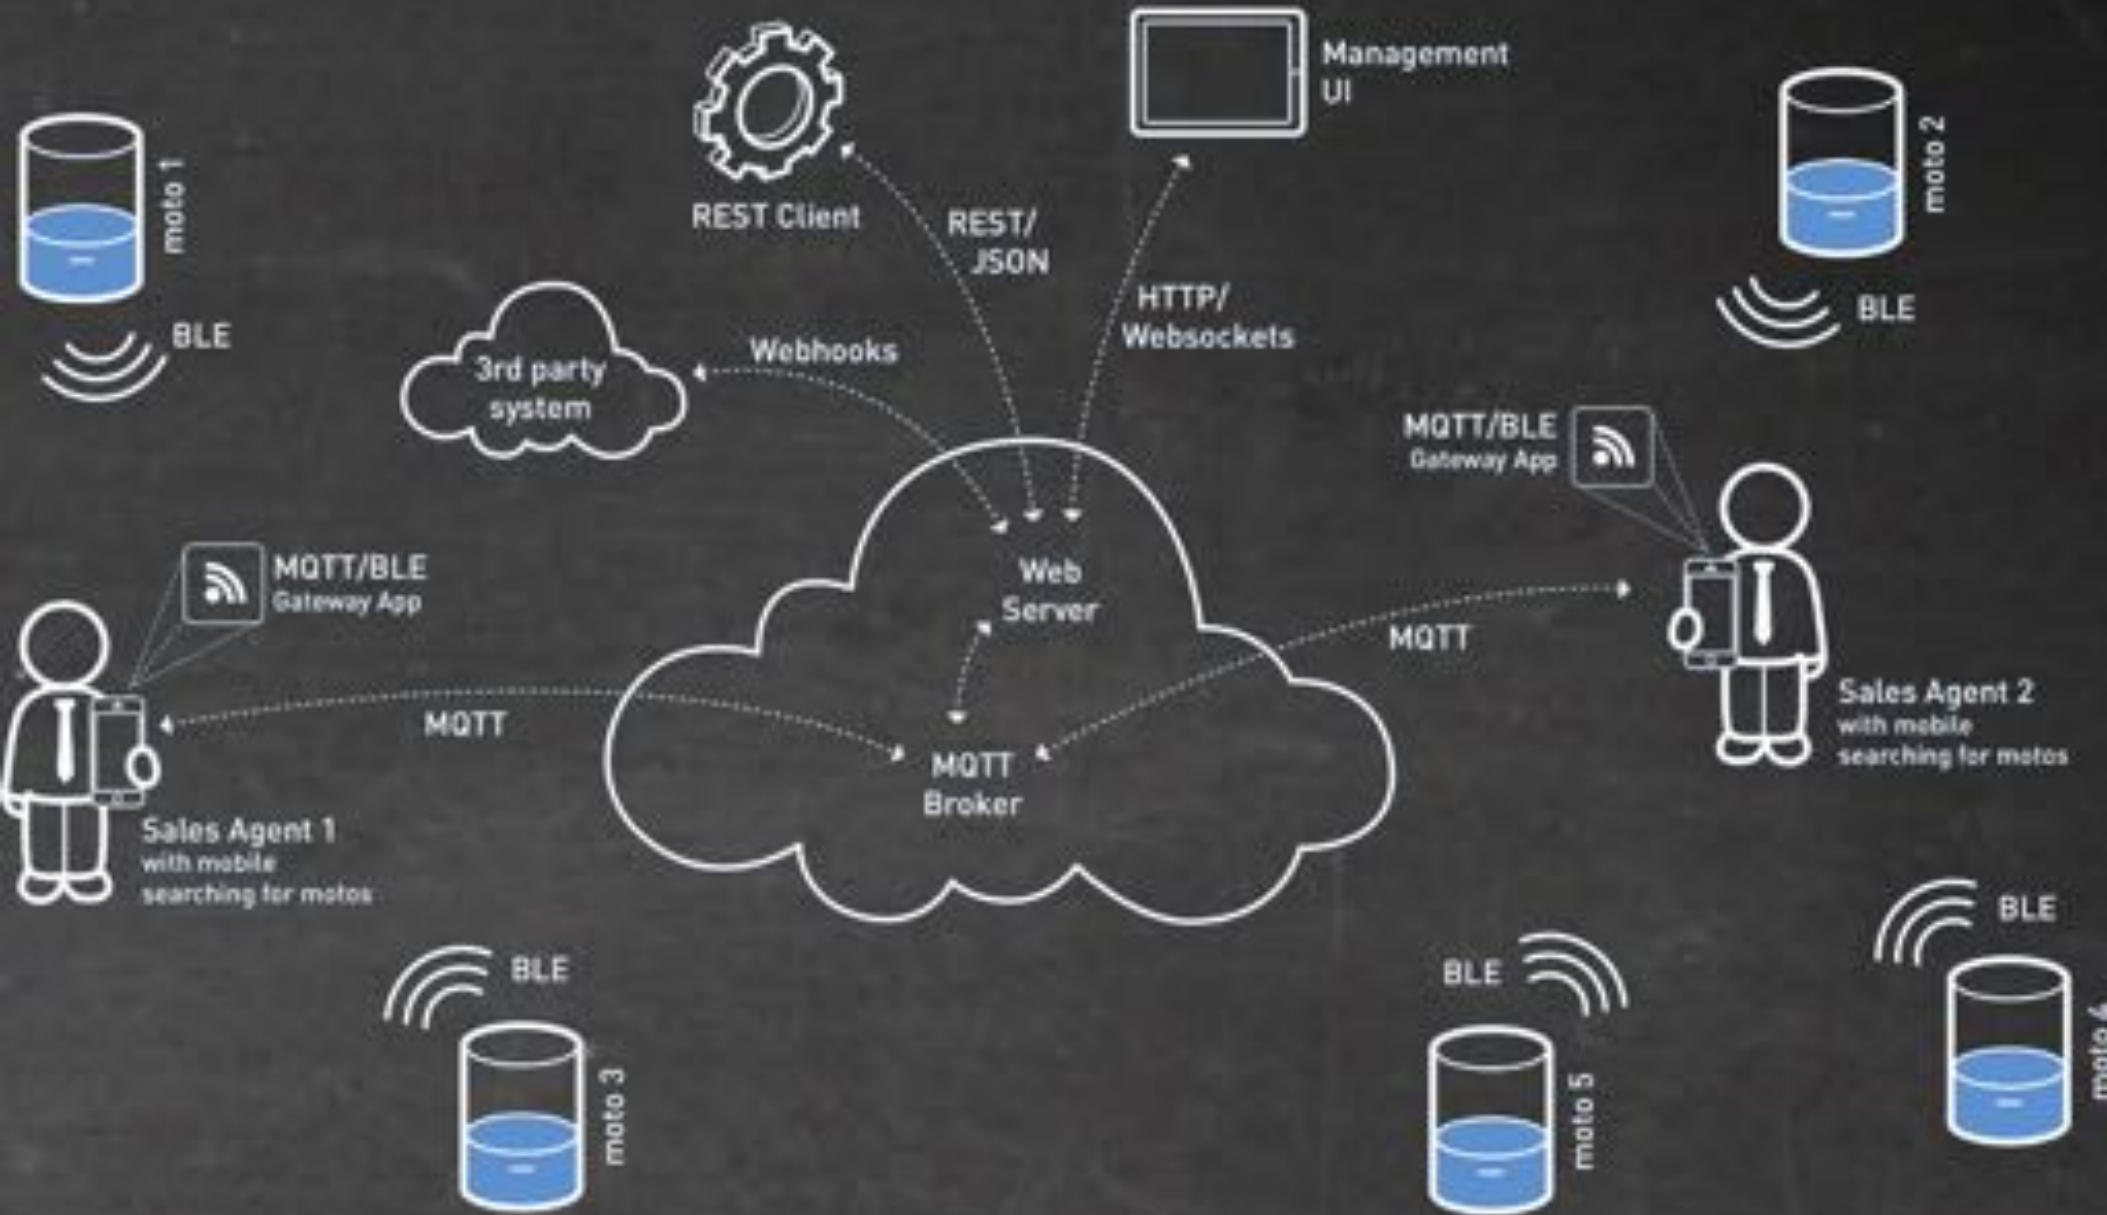 Management
UI
moto 1
moto 2
REST Client
REST/
JSON
HTTP/
Websockets
BLE
BLE
Webhooks
3rd party
system
MQTT/BLE
Gateway App
MQTT/BLE
Gateway App
Web
Server
MQTT
MQTT
Sales Agent 2
with mobile
searching for motos
MQTT
Broker
Sales Agent 1
with mobile
searching for motos
BLE
BLE
BLE
moto 3
moto 5
moto 4